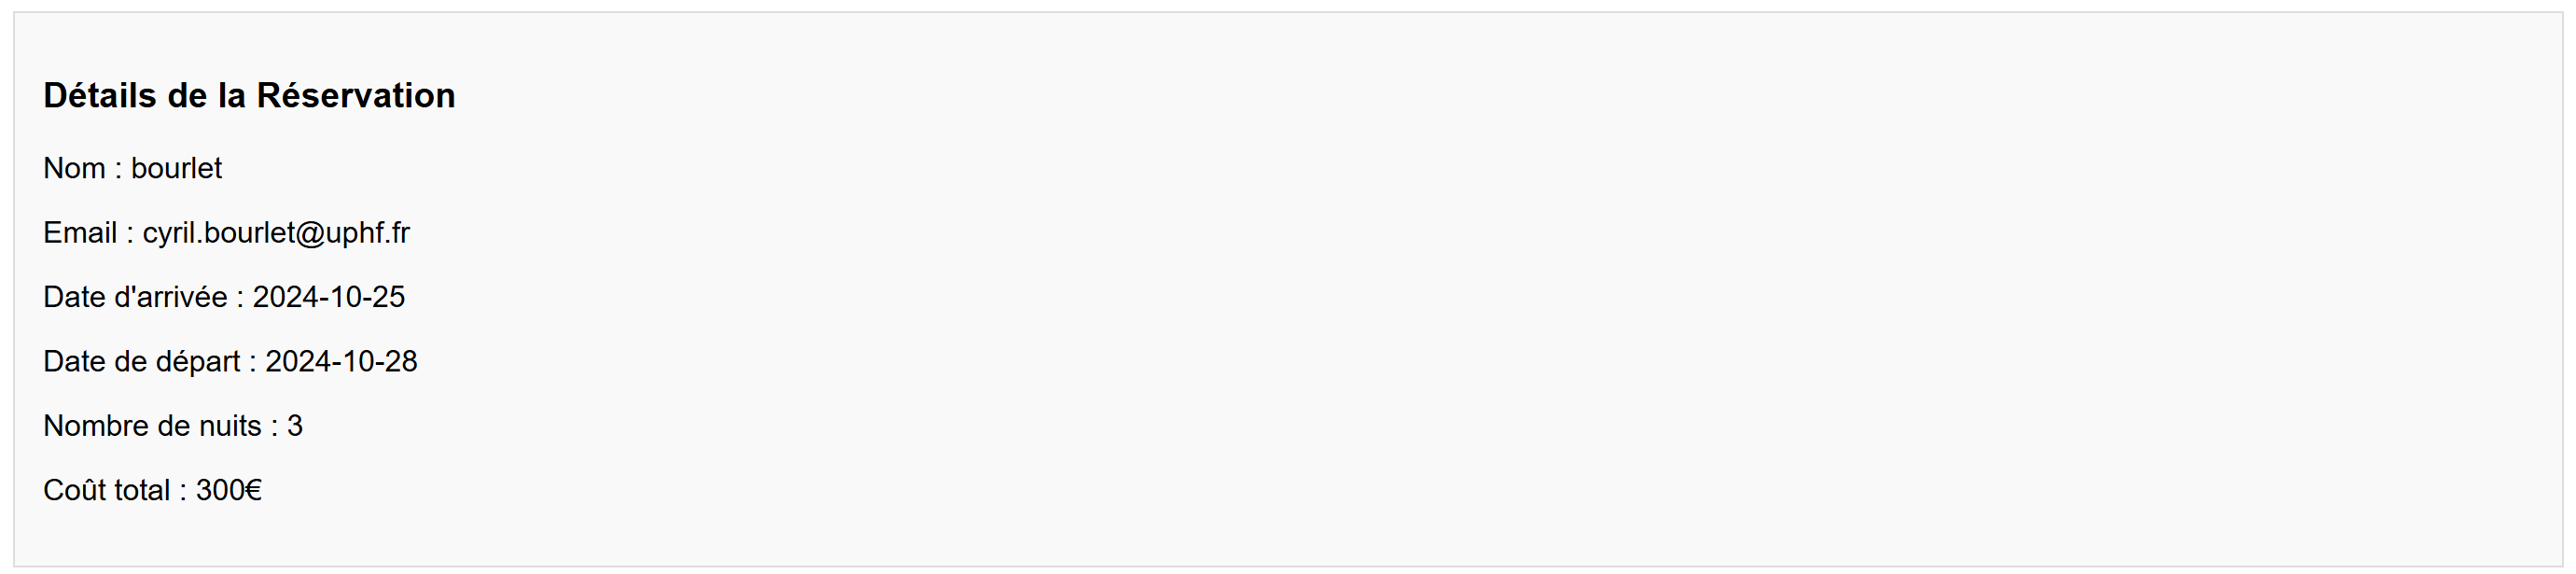 Détails de la Réservation
Nom : bourlet
Email : cyril.bourlet@uphf.fr
Date d'arrivée : 2024-10-25
Date de départ : 2024-10-28
Nombre de nuits : 3
Coût total : 300€